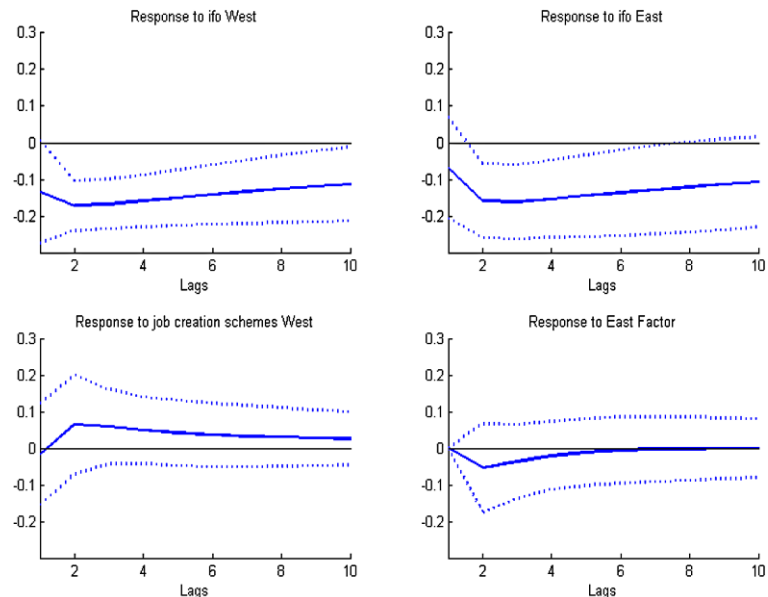 Response to ifo West
0.3
0.2
0.1
0
-0.1
-0.2
2 4 6 8 10
Lags
Response to ifo East
0.3
0.2
0.1
0
-0.1
-0.2
2 4 6 8 10
Lags
Response to job creation schemes West
0.3
0.2
0.1
0
-0.1
-0.2
2 4 6 8 10
Lags
Response to East Factor
0.3
0.2
0.1
0
-0.1
-0.2
2 4 6 8 10
Lags